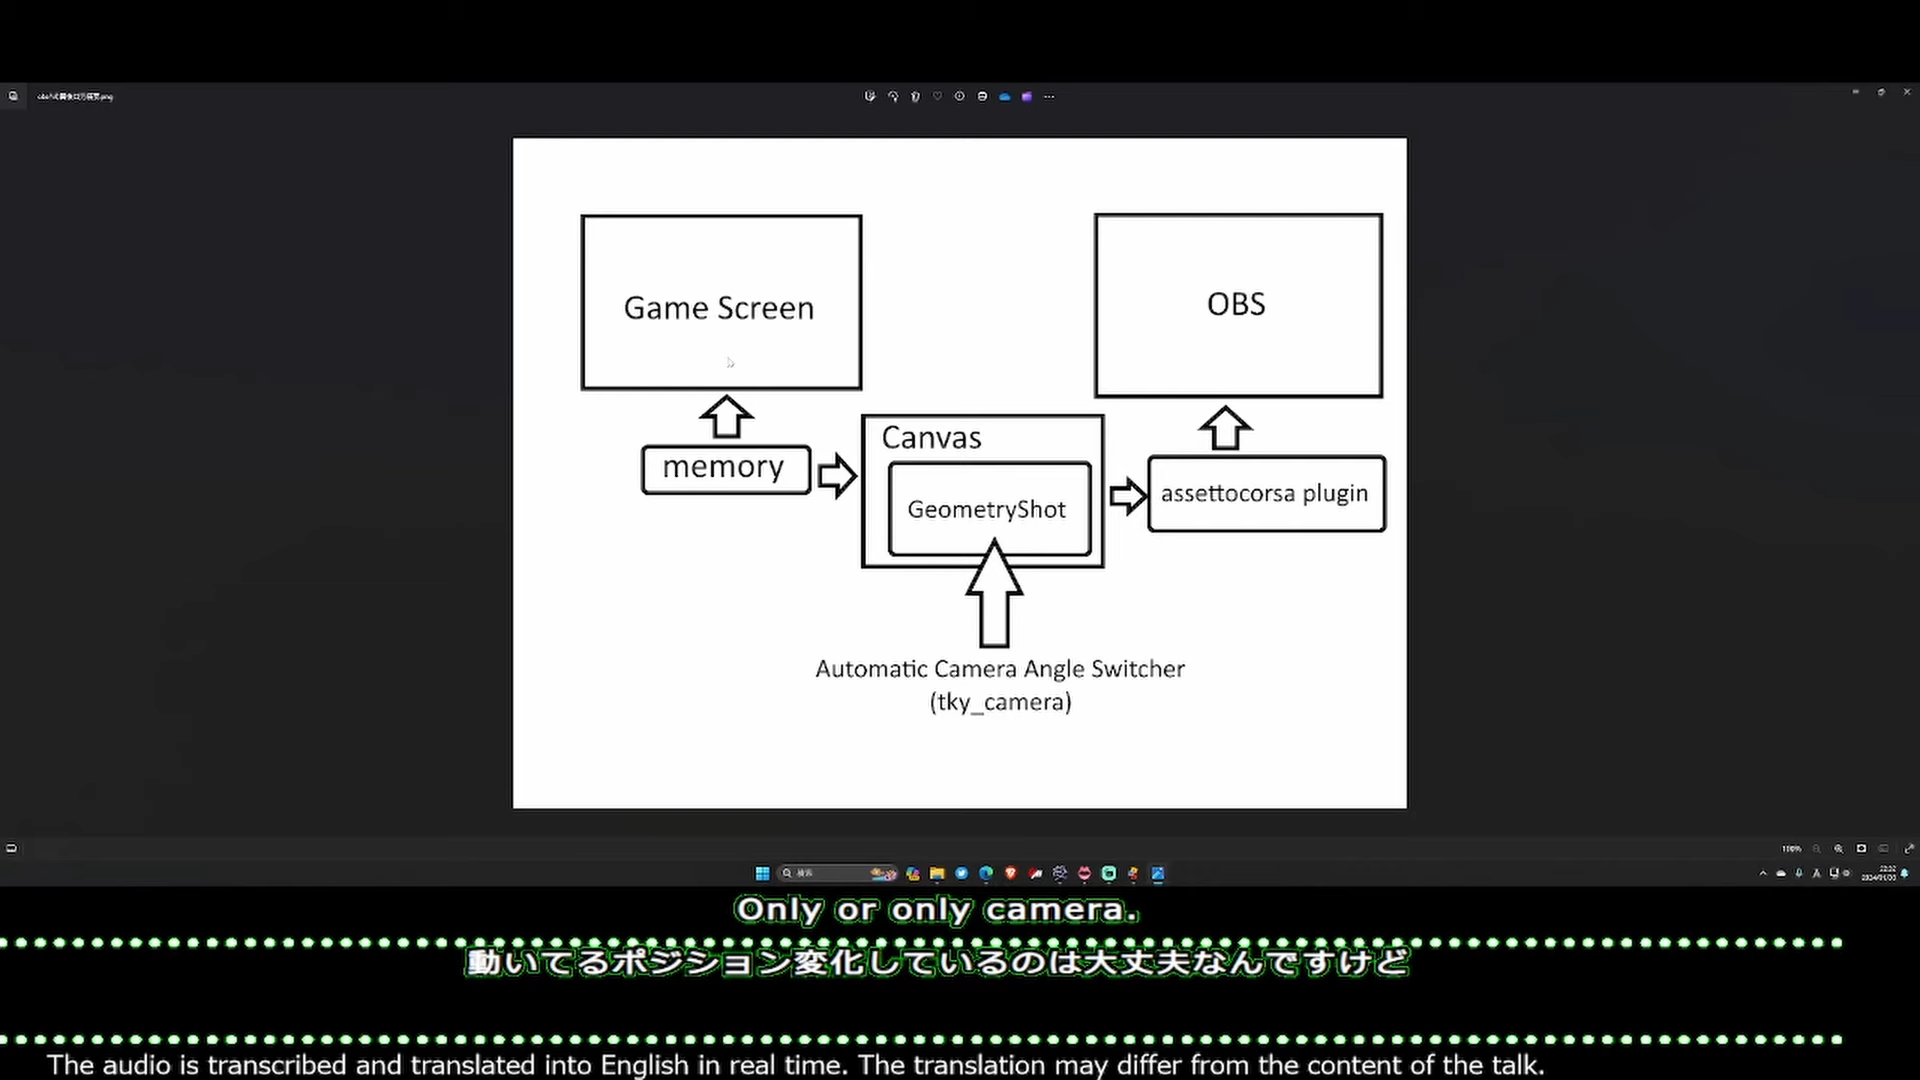 Game Screen
OBS
memory
Canvas
GeometryShot
assettocorsa plugin
Automatic Camera Angle Switcher
(tky_camera)
100%
検索
Only or only camera.
動いてるポジション変化しているのは大丈夫なんですけど
The audio is transcribed and translated into English in real time. The translation may differ from the content of the talk.